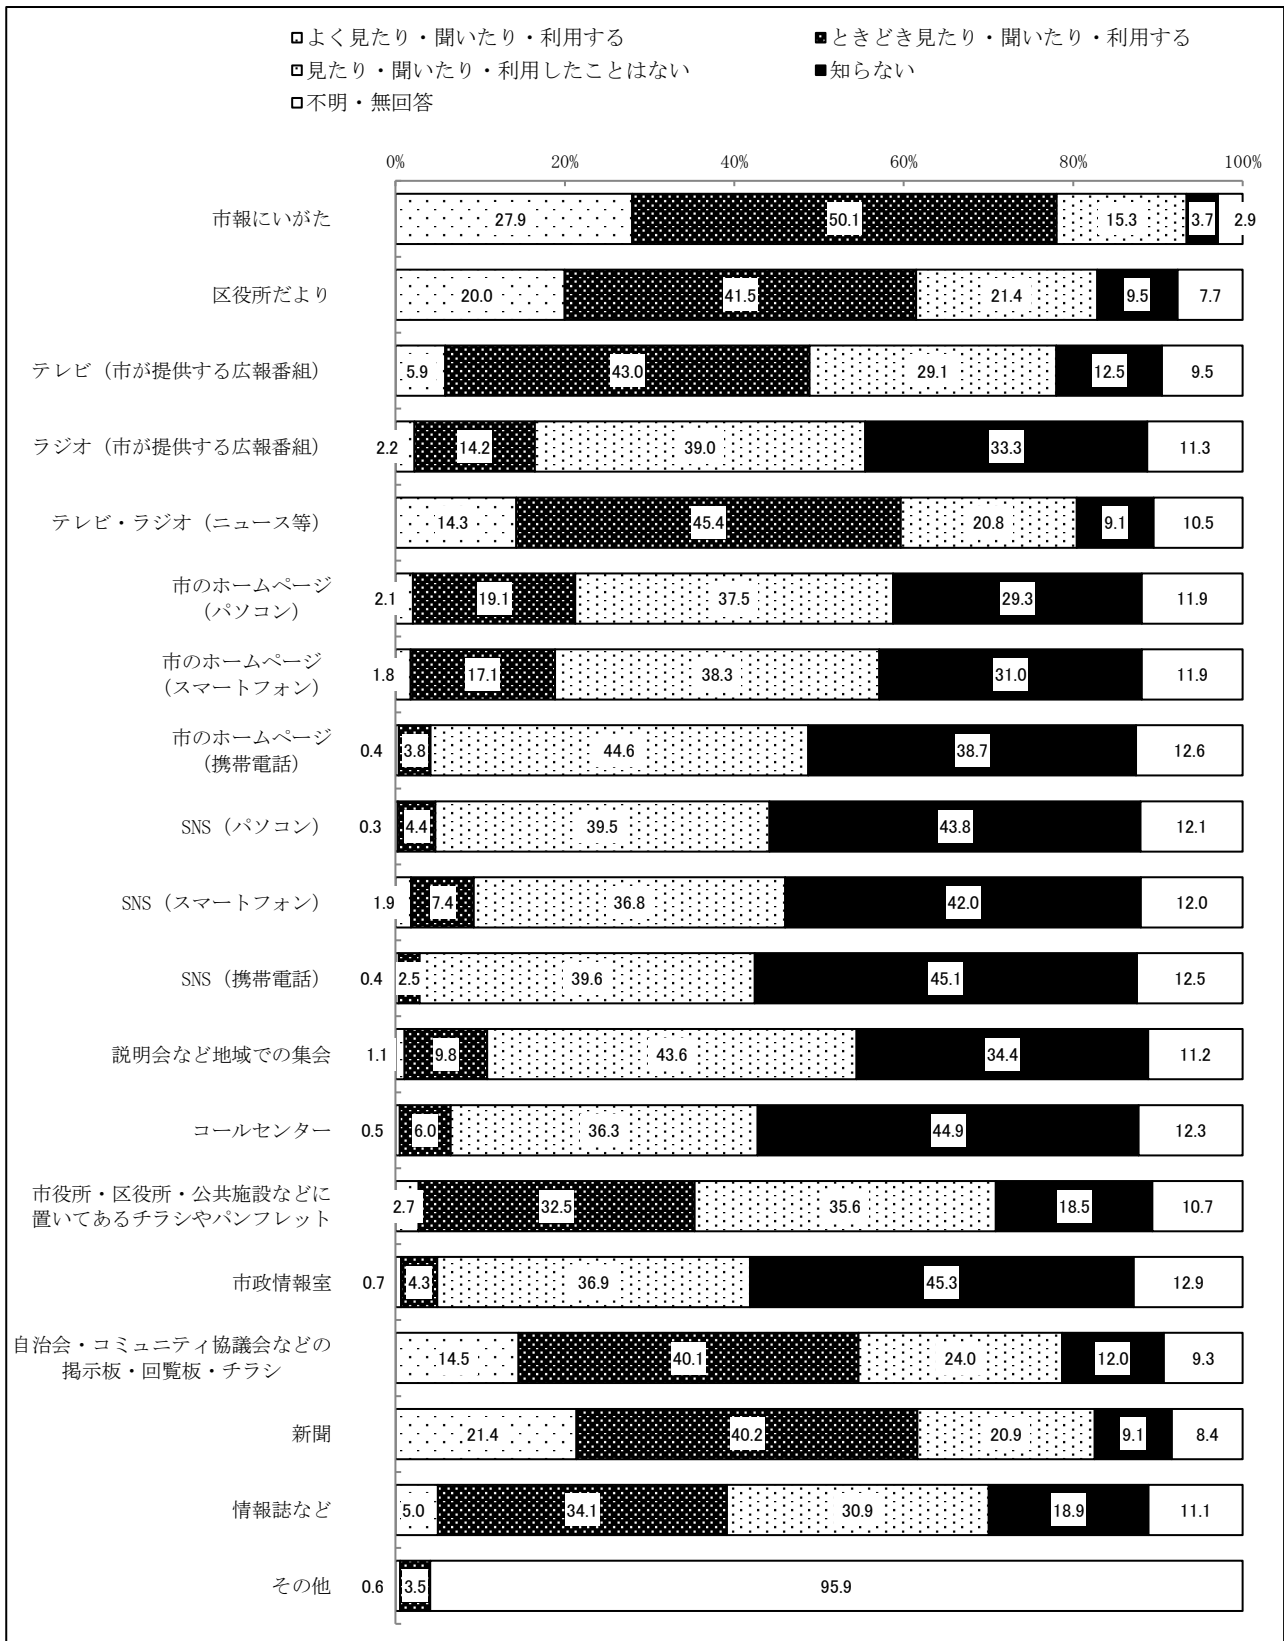 よく見たり・聞いたり・利用する ときどき見たり・聞いたり・利用する
見たり・聞いたり・利用したことはない 知らない
不明・無回答
0% 20% 40% 60% 80% 100%
市報にいがた 27.9 50.1 15.3 3.7 2.9
区役所だより 20.0 41.5 21.4 9.5 7.7
テレビ（市が提供する広報番組） 5.9 43.0 29.1 12.5 9.5
ラジオ（市が提供する広報番組） 2.2 14.2 39.0 33.3 11.3
テレビ・ラジオ（ニュース等） 14.3 45.4 20.8 9.1 10.5
市のホームページ
（パソコン） 2.1 19.1 37.5 29.3 11.9
市のホームページ
（スマートフォン） 1.8 17.1 38.3 31.0 11.9
市のホームページ
（携帯電話） 0.4 3.8 44.6 38.7 12.6
SNS（パソコン） 0.3 4.4 39.5 43.8 12.1
SNS（スマートフォン） 1.9 7.4 36.8 42.0 12.0
SNS（携帯電話） 0.4 2.5 39.6 45.1 12.5
説明会など地域での集会 1.1 9.8 43.6 34.4 11.2
コールセンター 0.5 6.0 36.3 44.9 12.3
市役所・区役所・公共施設などに
置いてあるチラシやパンフレット 2.7 32.5 35.6 18.5 10.7
市政情報室 0.7 4.3 36.9 45.3 12.9
自治会・コミュニティ協議会などの
掲示板・回覧板・チラシ 14.5 40.1 24.0 12.0 9.3
新聞 21.4 40.2 20.9 9.1 8.4
情報誌など 5.0 34.1 30.9 18.9 11.1
その他 0.6 3.5 95.9